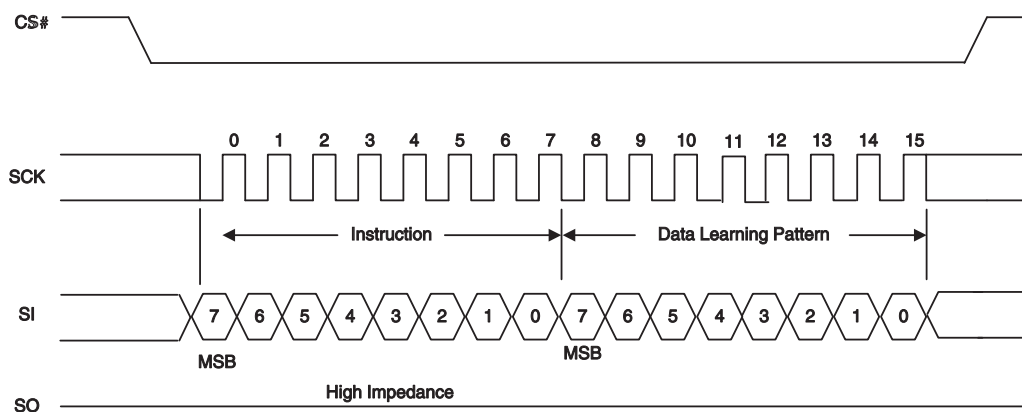 CS#
0 1 2 3 4 5 6 7 8 9 10 11 12 13 14 15
SCK
Instruction Data Learning Pattern
SI 7 6 5 4 3 2 1 0 7 6 5 4 3 2 1 0
MSB MSB
High Impedance
SO